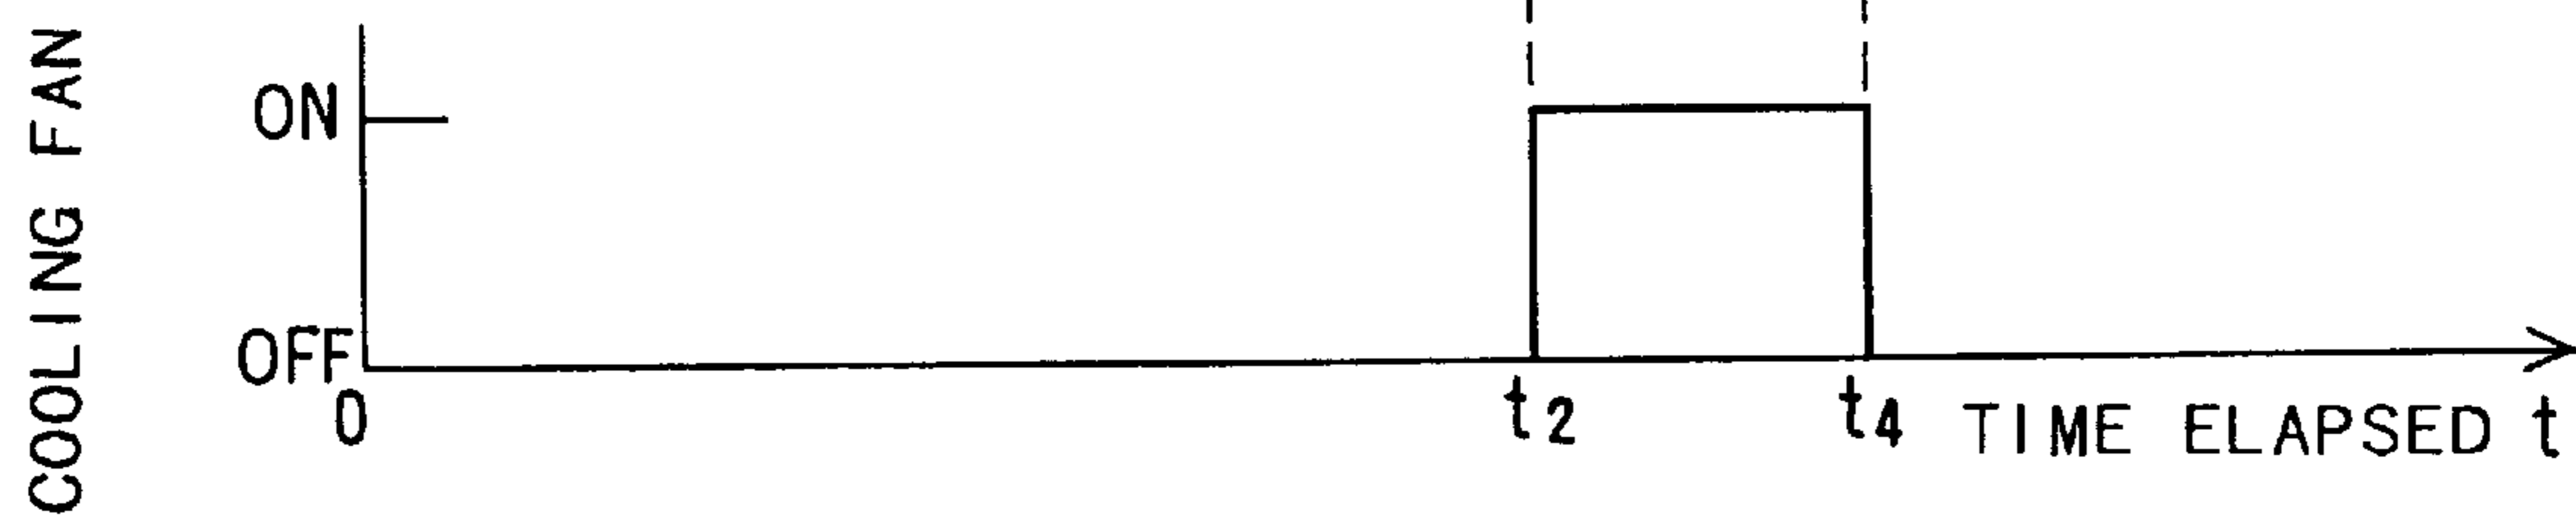 COOLING FAN
ON
OFF
0
t2
t4
TIME ELAPSED t